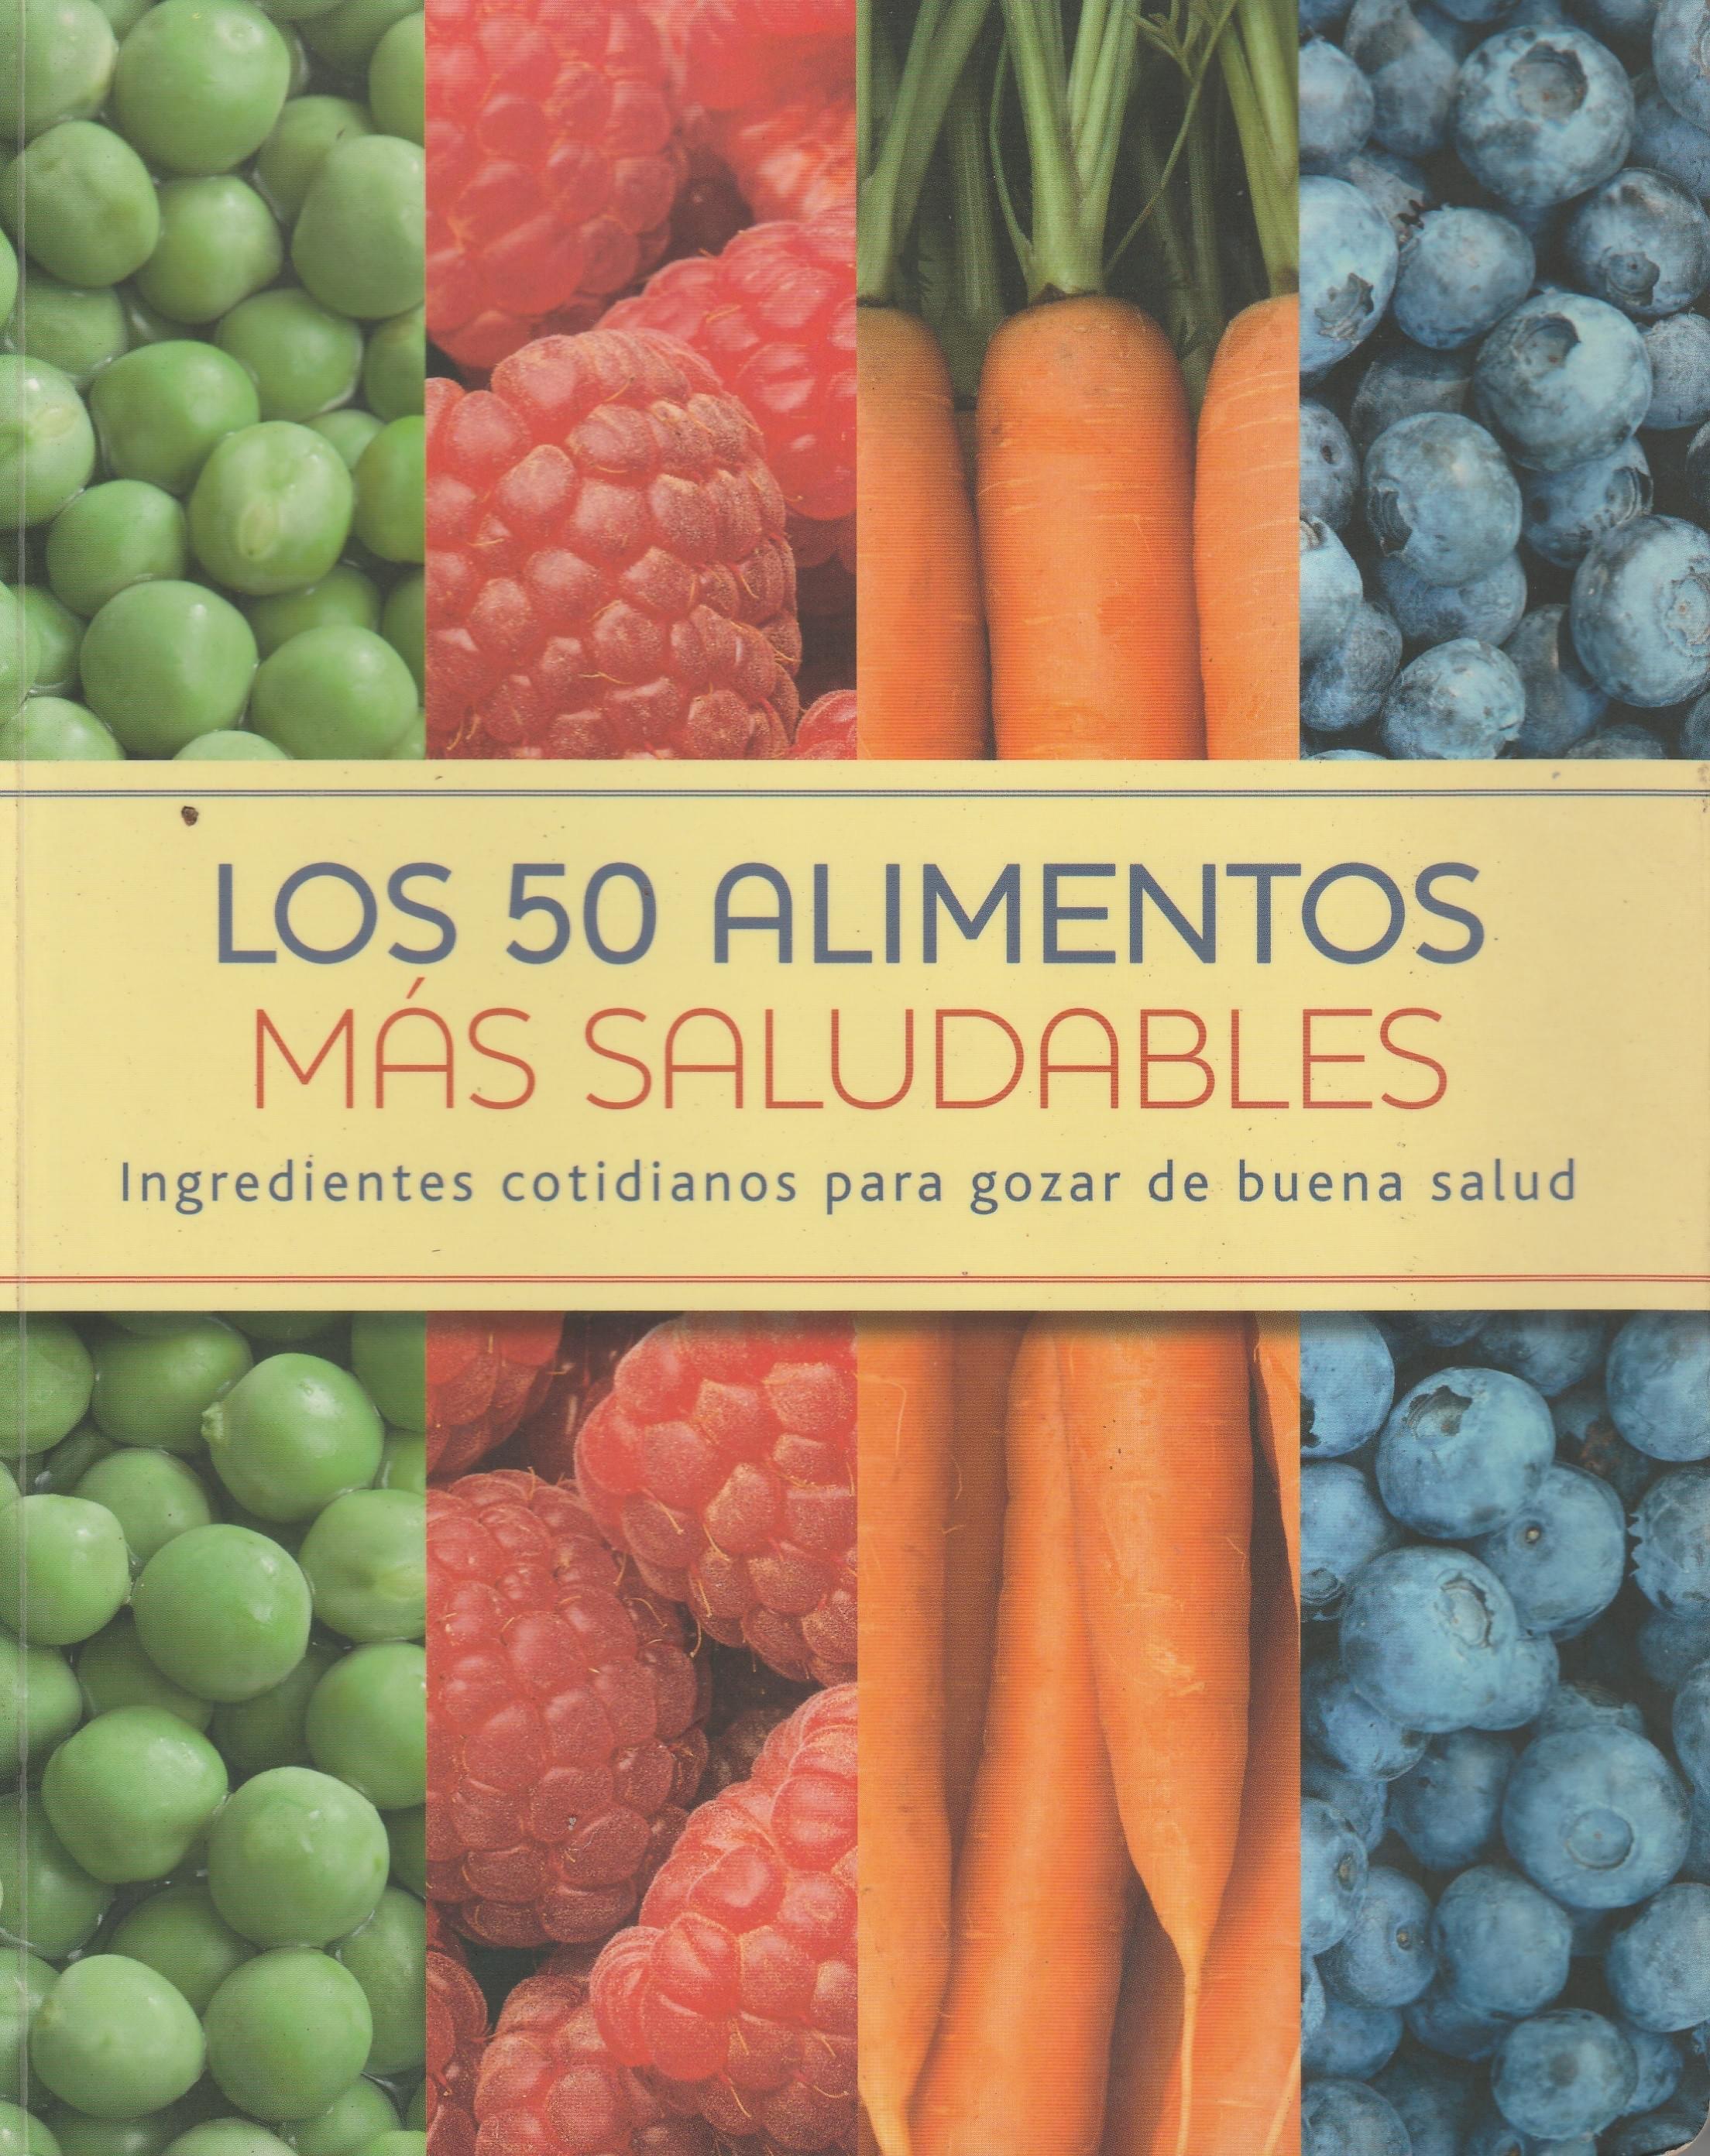 LOS 50 ALIMENTOS
MÁS SALUDABLES
Ingredientes cotidianos para gozar de buena salud